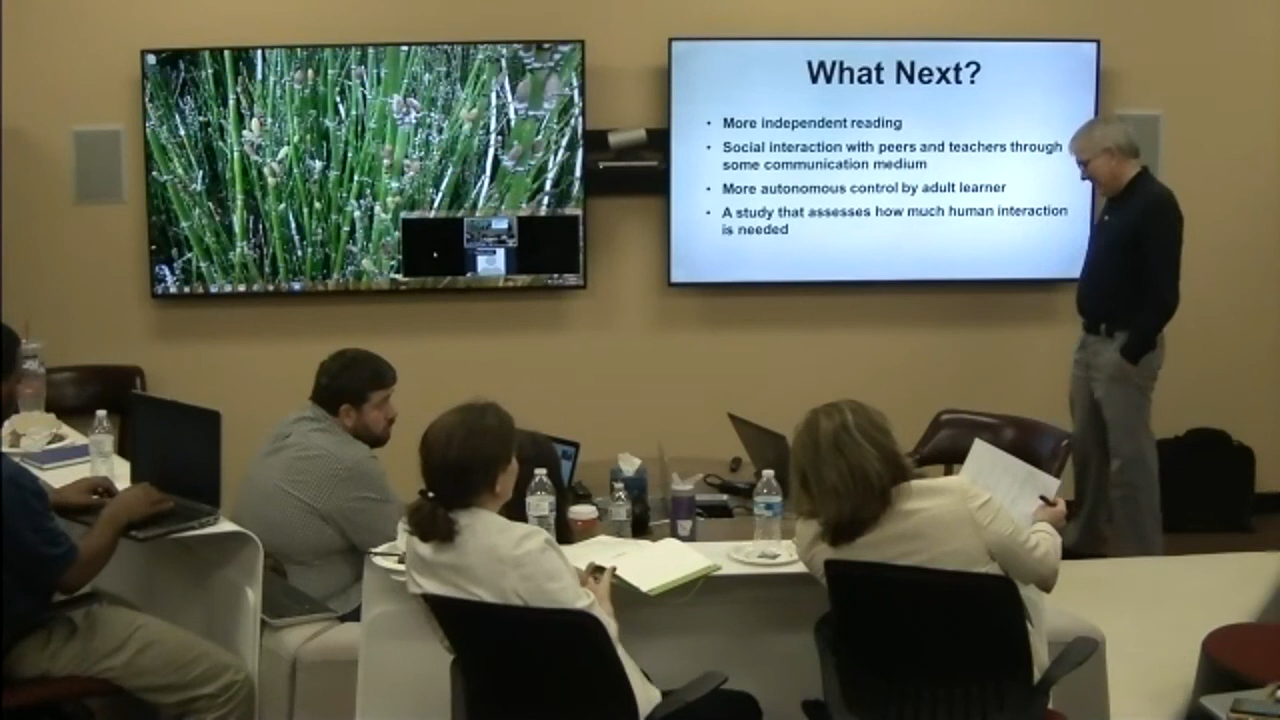 What Next?
• More independent reading
• Social interaction with peers and teachers through
some communication medium
• More autonomous control by adult learner
• A study that assesses how much human interaction
is needed